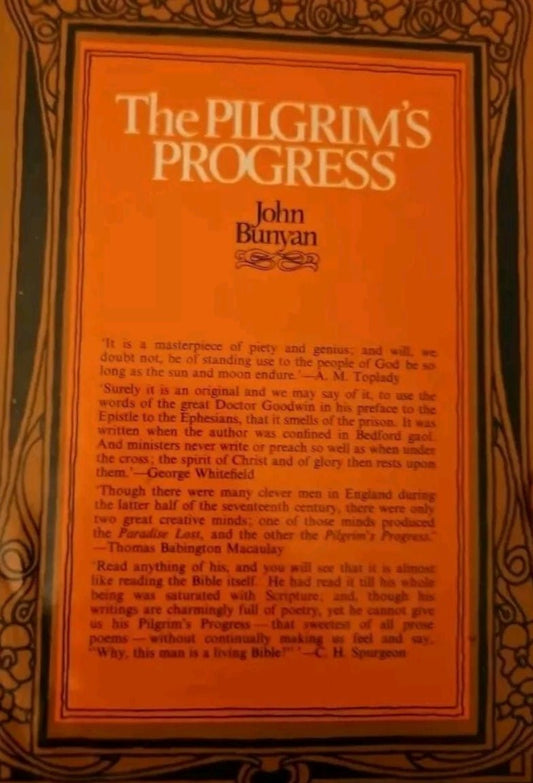 The PILGRIM'S
PROGRESS
John
Bunyan
'It is a masterpiece of piety and genius; and will, we
doubt not, be of standing use to the people of God be so
long as the sun and moon endure.'—A. M. Toplady
'Surely it is an original and we may say of it, to use the
words of the great Doctor Goodwin in his preface to the
Epistle to the Ephesians, that it smells of the prison. It was
written when the author was confined in Bedford gaol.
And ministers never write or preach so well as when under
the cross; the spirit of Christ and of glory then rests upon
them.'—George Whitefield
'Though there were many clever men in England during
the latter half of the seventeenth century, there were only
two great creative minds; one of those minds produced
the Paradise Lost, and the other the Pilgrim's Progress.'
—Thomas Babington Macaulay
'Read anything of his, and you will see that it is almost
like reading the Bible itself. He had read it till his whole
being was saturated with Scripture; and, though his
writings are charmingly full of poetry, yet he cannot give
us his Pilgrim's Progress—that sweetest of all prose
poems—without continually making us feel and say,
"Why, this man is a living Bible!"'—C. H. Spurgeon